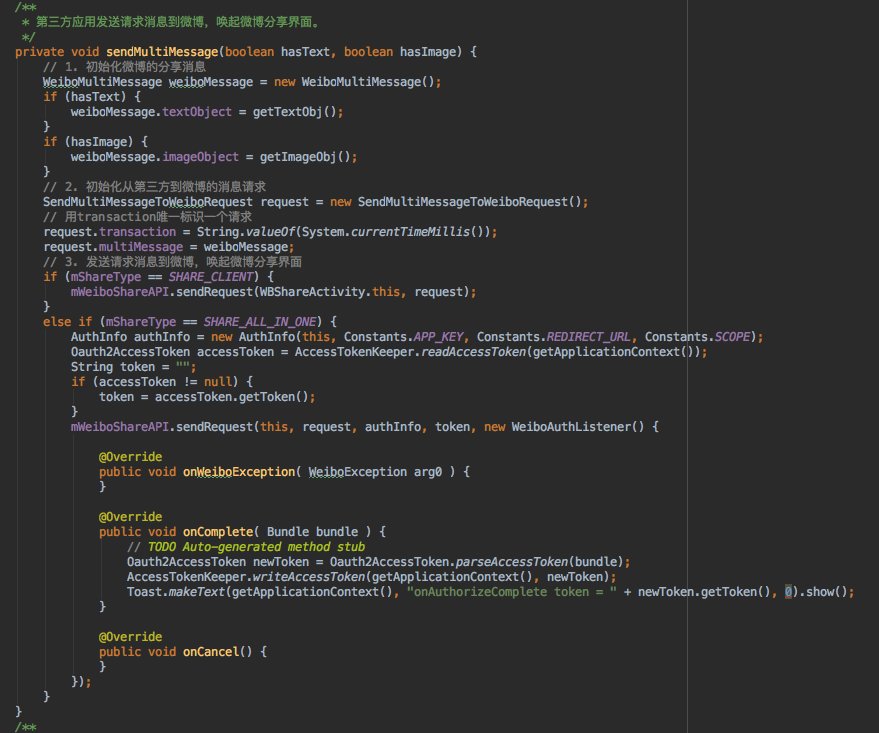 /**
 * 第三方应用发送请求消息到微博，唤起微博分享界面。
 */
private void sendMultiMessage(boolean hasText, boolean hasImage) {
    // 1. 初始化微博的分享消息
    WeiboMultiMessage weiboMessage = new WeiboMultiMessage();
    if (hasText) {
        weiboMessage.textObject = getTextObj();
    }
    if (hasImage) {
        weiboMessage.imageObject = getImageObj();
    }
    // 2. 初始化从第三方到微博的消息请求
    SendMultiMessageToWeiboRequest request = new SendMultiMessageToWeiboRequest();
    // 用transaction唯一标识一个请求
    request.transaction = String.valueOf(System.currentTimeMillis());
    request.multiMessage = weiboMessage;
    // 3. 发送请求消息到微博，唤起微博分享界面
    if (mShareType == SHARE_CLIENT) {
        mWeiboShareAPI.sendRequest(WBShareActivity.this, request);
    }
    else if (mShareType == SHARE_ALL_IN_ONE) {
        AuthInfo authInfo = new AuthInfo(this, Constants.APP_KEY, Constants.REDIRECT_URL, Constants.SCOPE);
        Oauth2AccessToken accessToken = AccessTokenKeeper.readAccessToken(getApplicationContext());
        String token = "";
        if (accessToken != null) {
            token = accessToken.getToken();
        }
        mWeiboShareAPI.sendRequest(this, request, authInfo, token, new WeiboAuthListener() {
            @Override
            public void onWeiboException( WeiboException arg0 ) {
            }
            @Override
            public void onComplete( Bundle bundle ) {
                // TODO Auto-generated method stub
                Oauth2AccessToken newToken = Oauth2AccessToken.parseAccessToken(bundle);
                AccessTokenKeeper.writeAccessToken(getApplicationContext(), newToken);
                Toast.makeText(getApplicationContext(), "onAuthorizeComplete token = " + newToken.getToken(), 0).show();
            }
            @Override
            public void onCancel() {
            }
        });
    }
}
/**